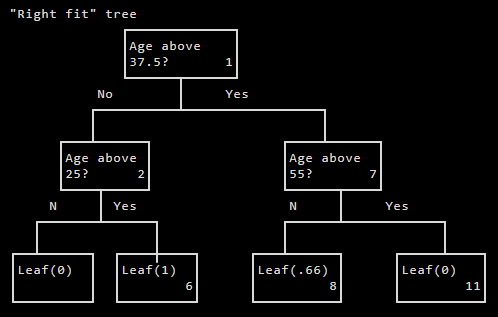 "Right fit" tree
Age above
37.5? 1
No Yes
Age above
25? 2
Age above
55? 7
N Yes
N Yes
Leaf(0)
Leaf(1)
6
Leaf(.66)
8
Leaf(0)
11